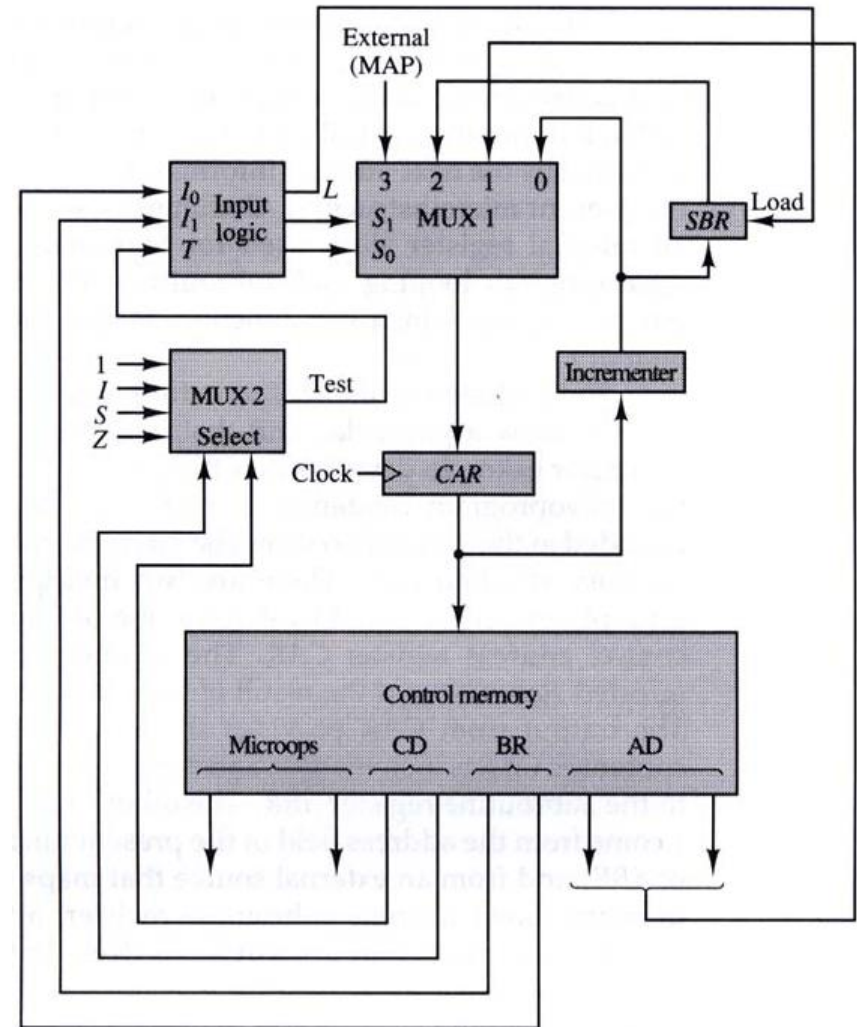 External
(MAP)
3 2 1 0
I0
I1
T
Input
logic
L
S1
S0
MUX 1
SBR
Load
1
I
S
Z
MUX 2
Select
Test
Incrementer
Clock
CAR
Control memory
Microops CD BR AD